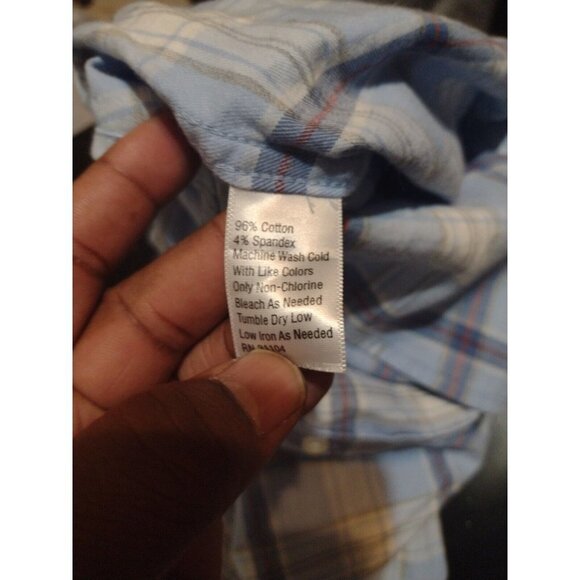 96% Cotton
4% Spandex
Machine Wash Cold
With Like Colors
Only Non-Chlorine
Bleach As Needed
Tumble Dry Low
Low Iron As Needed
RN